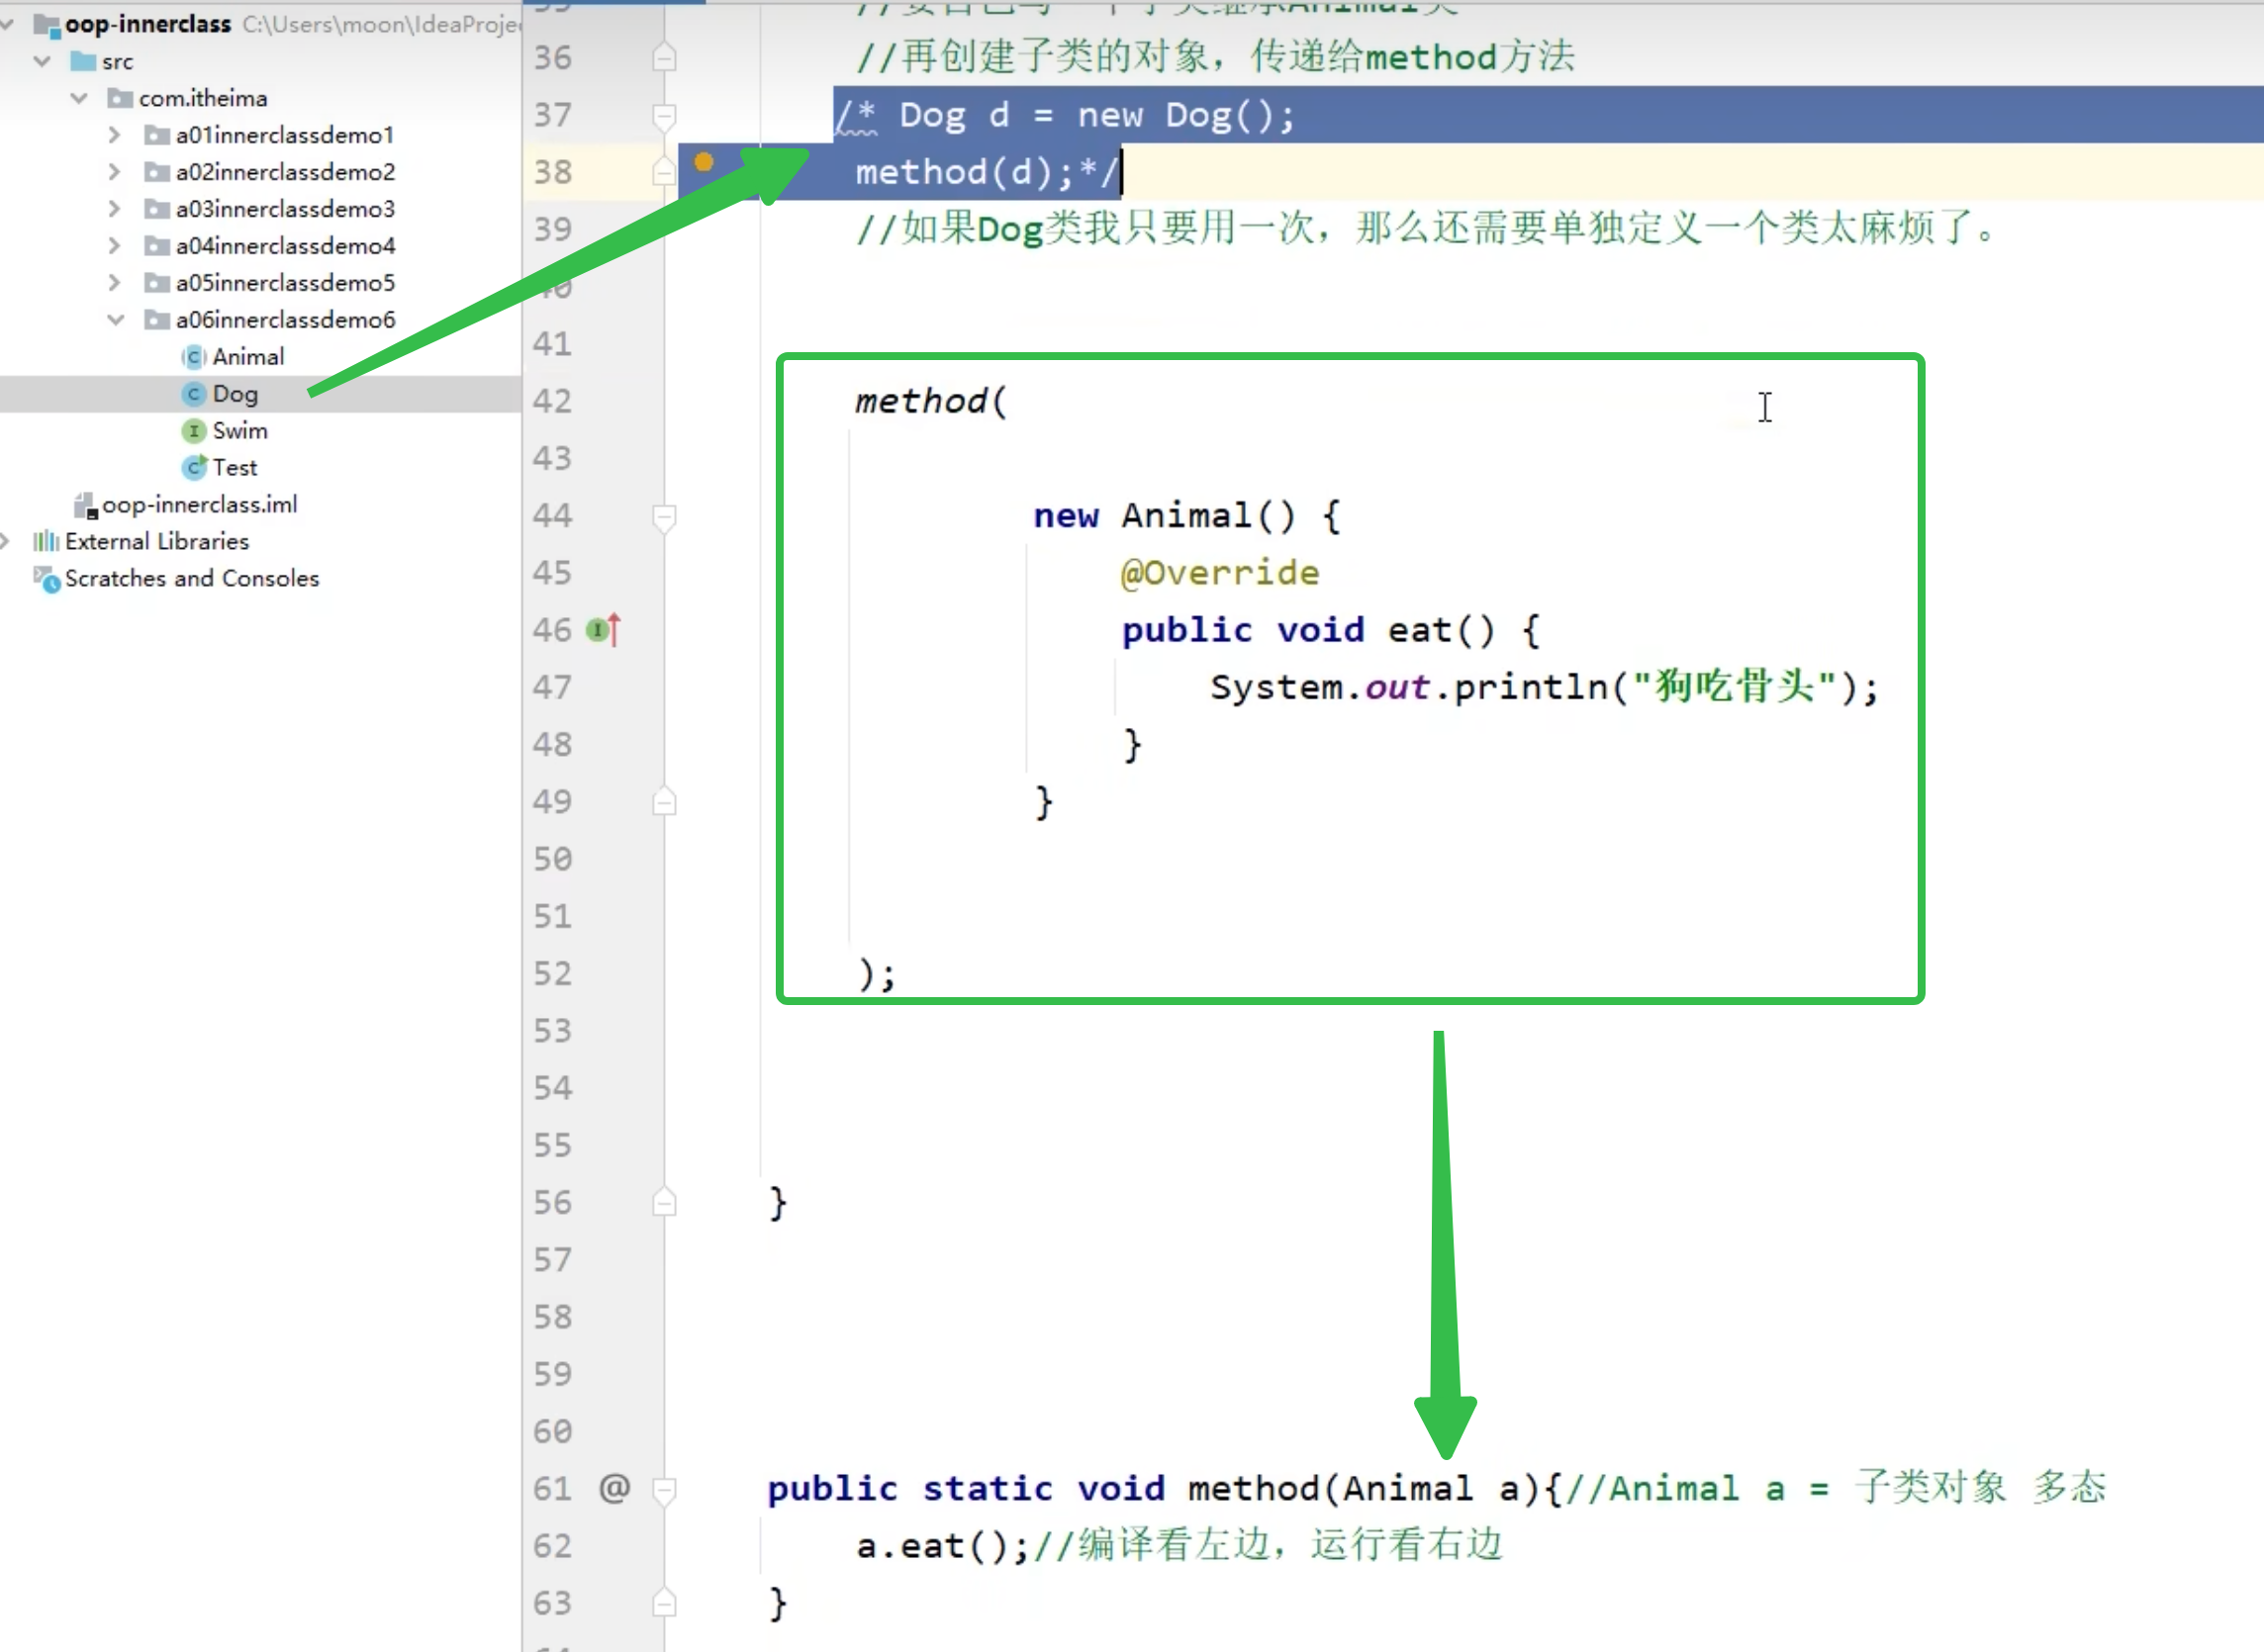 oop-innerclass C:\Users\moon\IdeaProje
src
com.itheima
a01innerclassdemo1
a02innerclassdemo2
a03innerclassdemo3
a04innerclassdemo4
a05innerclassdemo5
a06innerclassdemo6
Animal
Dog
Swim
Test
oop-innerclass.iml
External Libraries
Scratches and Consoles
36 //再创建子类的对象，传递给method方法
37 /* Dog d = new Dog();
38 method(d);*/
39 //如果Dog类我只要用一次，那么还需要单独定义一个类太麻烦了。
40
41
42 method(
43
44 new Animal() {
45 @Override
46 public void eat() {
47 System.out.println("狗吃骨头");
48 }
49 }
50
51
52 );
53
54
55
56 }
57
58
59
60
61 @ public static void method(Animal a){//Animal a = 子类对象 多态
62 a.eat();//编译看左边，运行看右边
63 }